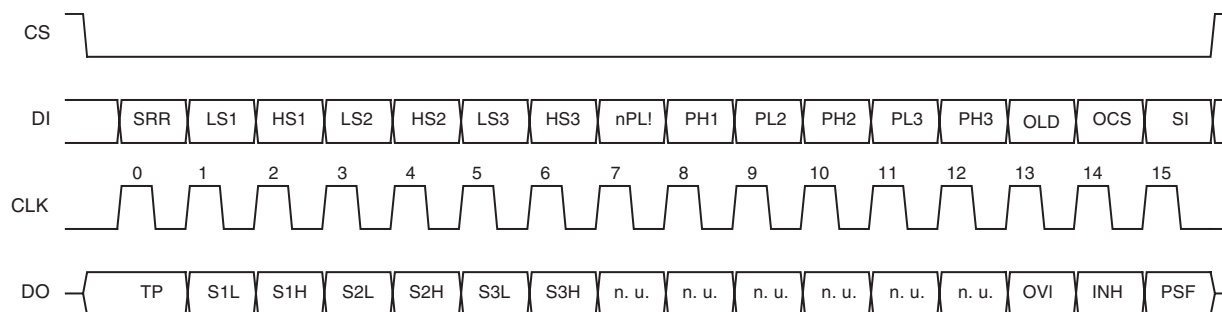 CS
DI SRR LS1 HS1 LS2 HS2 LS3 HS3 nPL! PH1 PL2 PH2 PL3 PH3 OLD OCS SI
0 1 2 3 4 5 6 7 8 9 10 11 12 13 14 15
CLK
DO TP S1L S1H S2L S2H S3L S3H n. u. n. u. n. u. n. u. n. u. n. u. OVI INH PSF